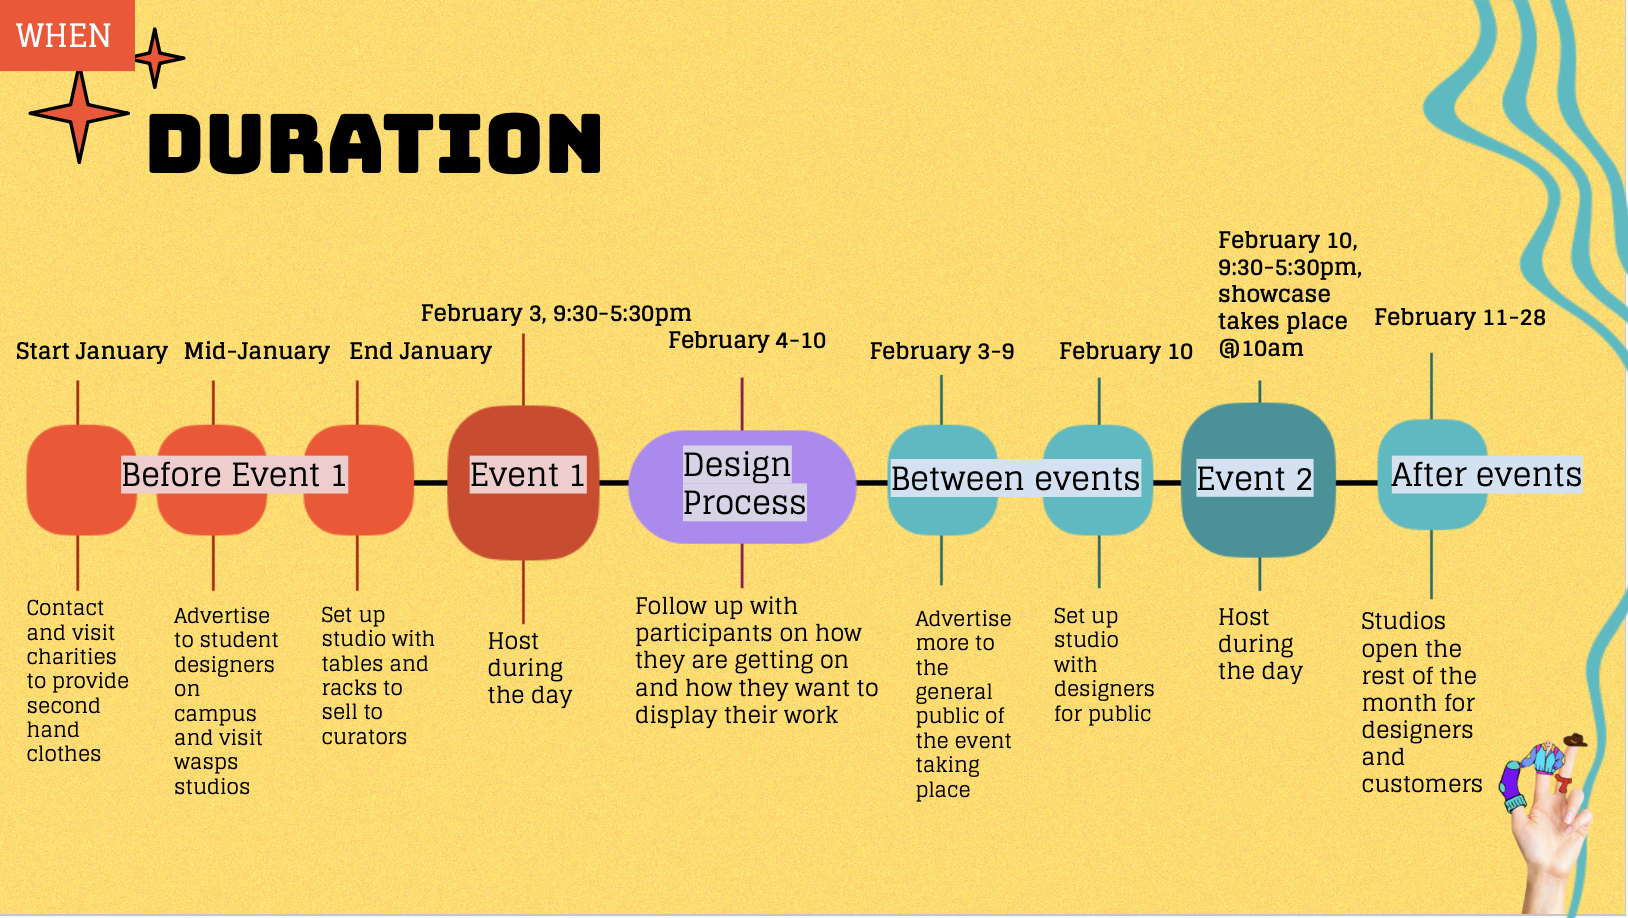 WHEN
DURATION
Start January
Mid-January
End January
February 3, 9:30-5:30pm
February 4-10
February 3-9
February 10
February 10,
9:30-5:30pm,
showcase
takes place
@10am
February 11-28
Before Event 1
Event 1
Design
Process
Between events
Event 2
After events
Contact
and visit
charities
to provide
second
hand
clothes
Advertise
to student
designers
on
campus
and visit
wasps
studios
Set up
studio with
tables and
racks to
sell to
curators
Host
during
the day
Follow up with
participants on how
they are getting on
and how they want to
display their work
Advertise
more to
the
general
public of
the event
taking
place
Set up
studio
with
designers
for public
Host
during
the day
Studios
open the
rest of the
month for
designers
and
customers